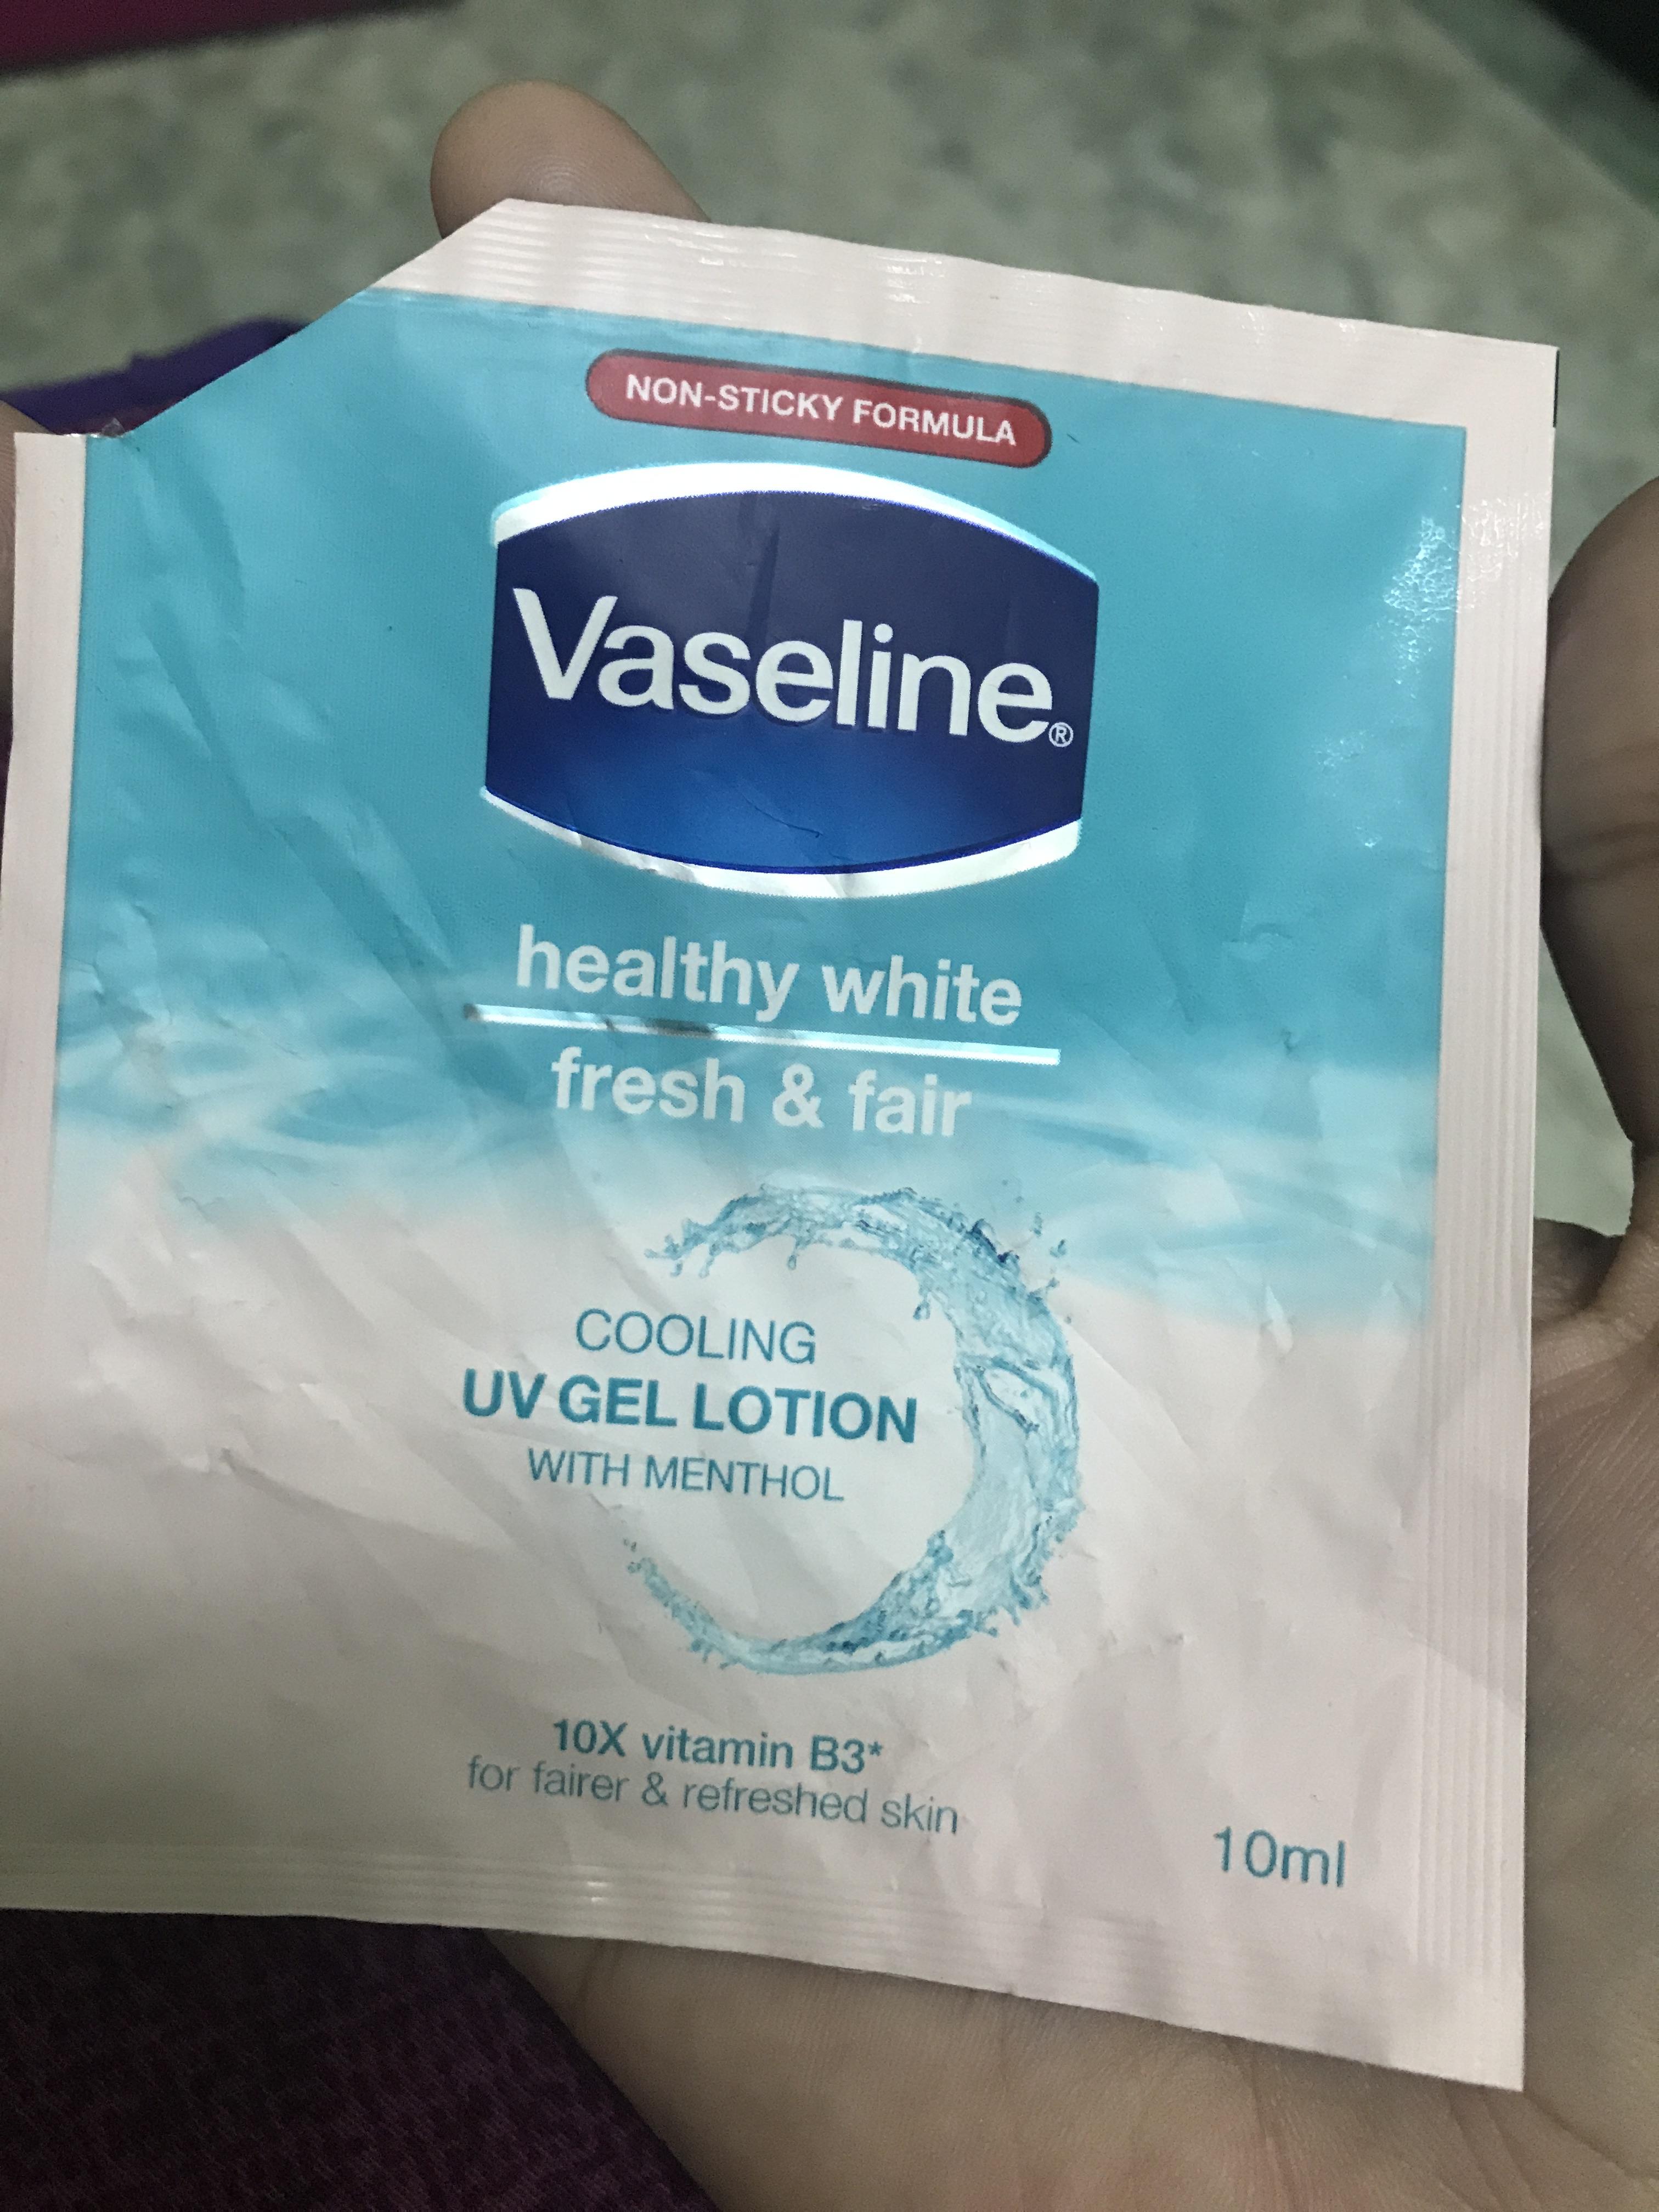 NON-STICKY FORMULA
Vaseline®
healthy white
fresh & fair
COOLING
UV GEL LOTION
WITH MENTHOL
10X vitamin B3*
for fairer & refreshed skin
10ml